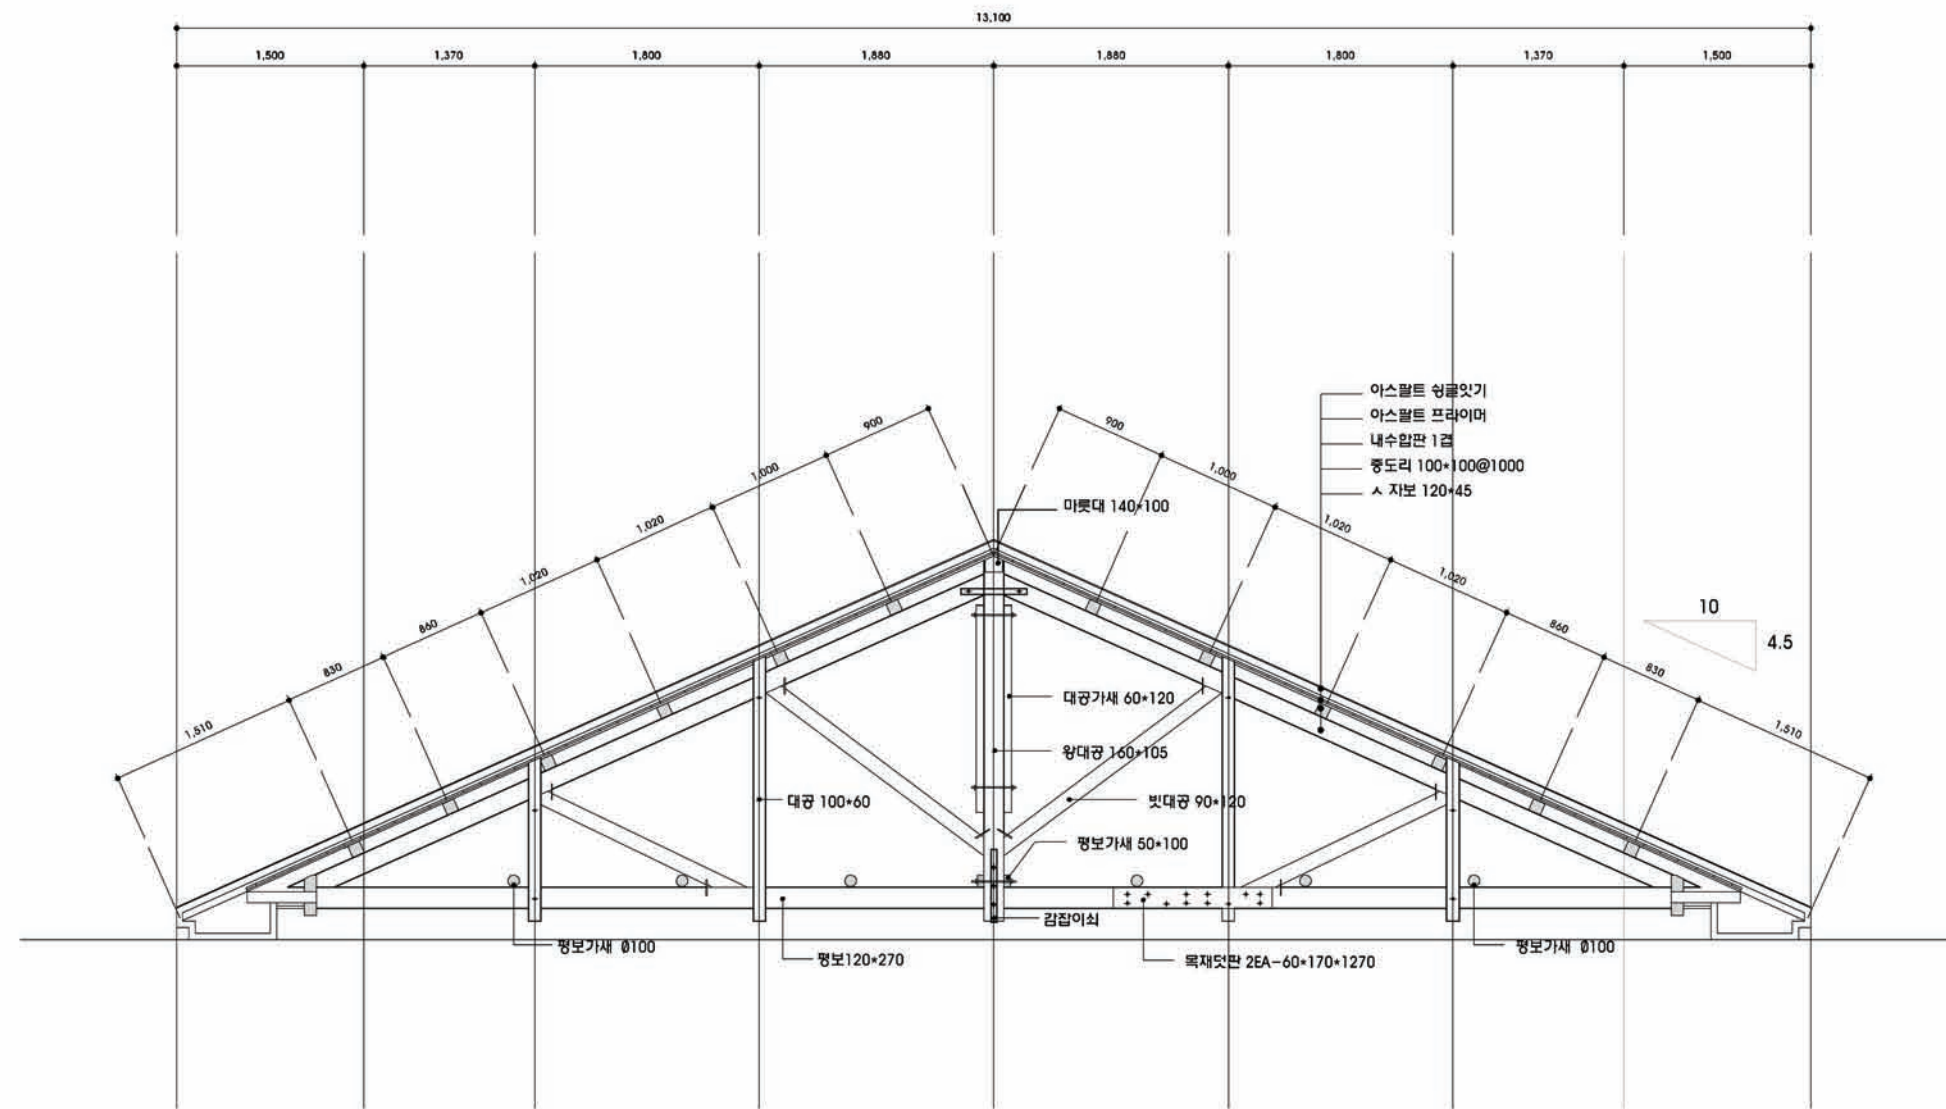 13,100
1,500 1,370 1,800 1,880 1,880 1,800 1,370 1,500
아스팔트 슁글잇기
아스팔트 프라이머
내수합판 1겹
중도리 100*100@1000
ㅅ 자보 120*45
900 900
1,000 1,000
마룻대 140*100
1,020 1,020
1,020 1,020
860 860
830 830
1,510 1,510
10
4.5
대공가새 60*120
왕대공 160*105
대공 100*60
빗대공 90*120
평보가새 50*100
감잡이쇠
평보가새 Ø100
평보120*270
목재덧판 2EA-60*170*1270
평보가새 Ø100